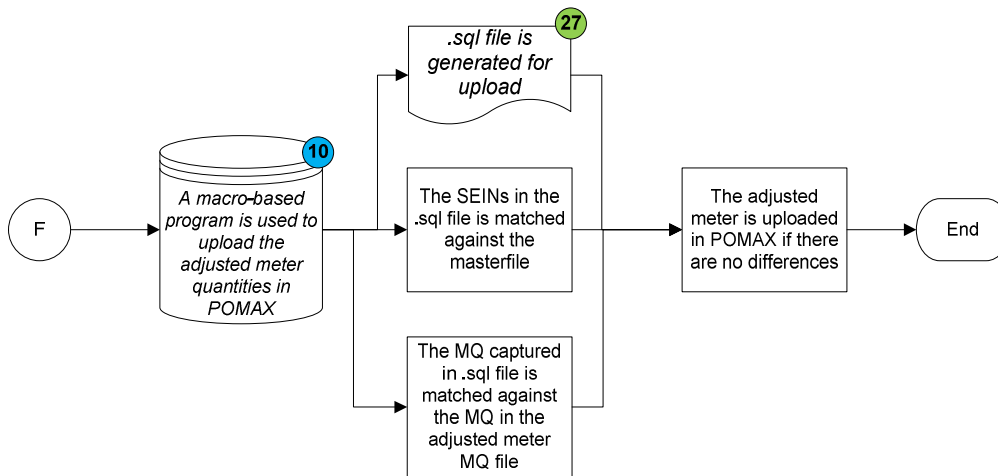 F
10
A macro-based
program is used to
upload the
adjusted meter
quantities in
POMAX
27
.sql file is
generated for
upload
The SEINs in the
.sql file is matched
against the
masterfile
The MQ captured
in .sql file is
matched against
the MQ in the
adjusted meter
MQ file
The adjusted
meter is uploaded
in POMAX if there
are no differences
End